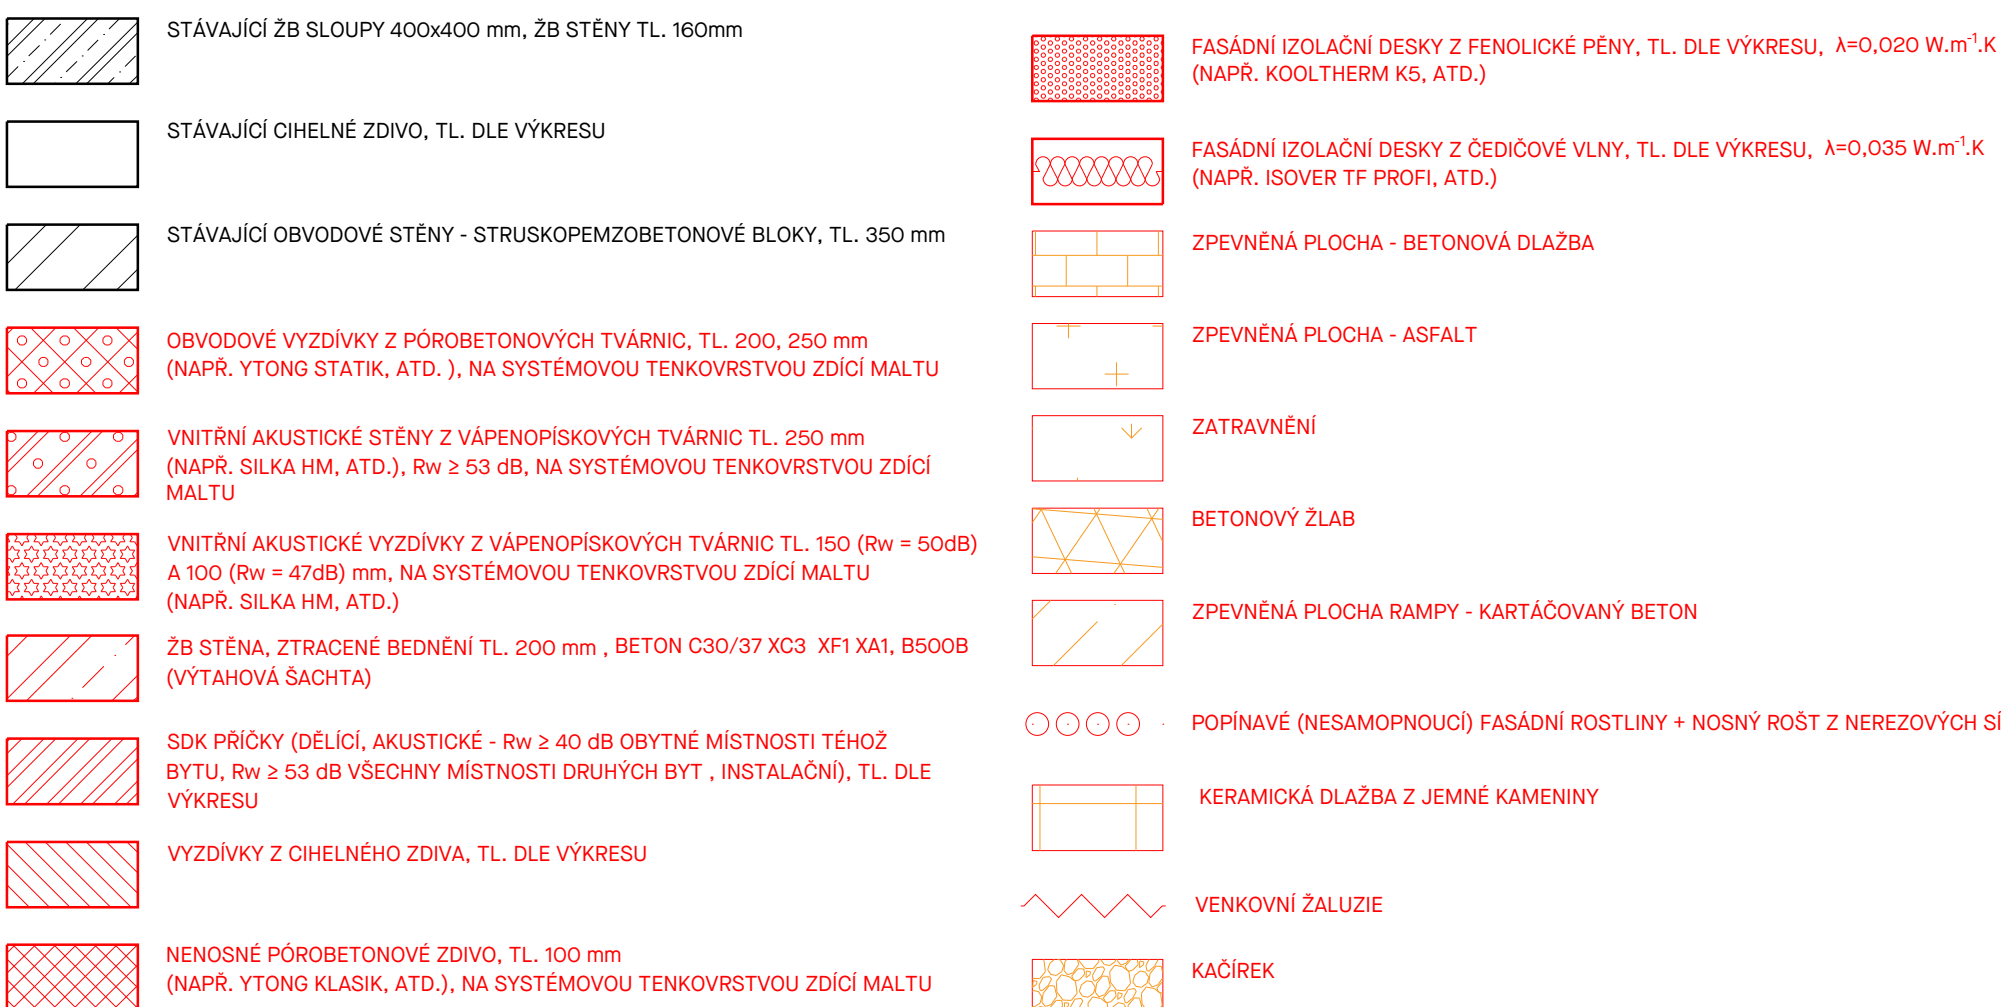 STÁVAJÍCÍ ŽB SLOUPY 400x400 mm, ŽB STĚNY TL. 160mm
STÁVAJÍCÍ CIHELNÉ ZDIVO, TL. DLE VÝKRESU
STÁVAJÍCÍ OBVODOVÉ STĚNY - STRUSKOPEMZOBETONOVÉ BLOKY, TL. 350 mm
OBVODOVÉ VYZDÍVKY Z PÓROBETONOVÝCH TVÁRNIC, TL. 200, 250 mm
(NAPŘ. YTONG STATIK, ATD. ), NA SYSTÉMOVOU TENKOVRSTVOU ZDÍCÍ MALTU
VNITŘNÍ AKUSTICKÉ STĚNY Z VÁPENOPÍSKOVÝCH TVÁRNIC TL. 250 mm
(NAPŘ. SILKA HM, ATD.), Rw ≥ 53 dB, NA SYSTÉMOVOU TENKOVRSTVOU ZDÍCÍ
MALTU
VNITŘNÍ AKUSTICKÉ VYZDÍVKY Z VÁPENOPÍSKOVÝCH TVÁRNIC TL. 150 (Rw = 50dB)
A 100 (Rw = 47dB) mm, NA SYSTÉMOVOU TENKOVRSTVOU ZDÍCÍ MALTU
(NAPŘ. SILKA HM, ATD.)
ŽB STĚNA, ZTRACENÉ BEDNĚNÍ TL. 200 mm , BETON C30/37 XC3 XF1 XA1, B500B
(VÝTAHOVÁ ŠACHTA)
SDK PŘÍČKY (DĚLÍCÍ, AKUSTICKÉ - Rw ≥ 40 dB OBYTNÉ MÍSTNOSTI TÉHOŽ
BYTU, Rw ≥ 53 dB VŠECHNY MÍSTNOSTI DRUHÝCH BYT , INSTALAČNÍ), TL. DLE
VÝKRESU
VYZDÍVKY Z CIHELNÉHO ZDIVA, TL. DLE VÝKRESU
NENOSNÉ PÓROBETONOVÉ ZDIVO, TL. 100 mm
(NAPŘ. YTONG KLASIK, ATD.), NA SYSTÉMOVOU TENKOVRSTVOU ZDÍCÍ MALTU
FASÁDNÍ IZOLAČNÍ DESKY Z FENOLICKÉ PĚNY, TL. DLE VÝKRESU, λ=0,020 W.m⁻¹.K
(NAPŘ. KOOLTHERM K5, ATD.)
FASÁDNÍ IZOLAČNÍ DESKY Z ČEDIČOVÉ VLNY, TL. DLE VÝKRESU, λ=0,035 W.m⁻¹.K
(NAPŘ. ISOVER TF PROFI, ATD.)
ZPEVNĚNÁ PLOCHA - BETONOVÁ DLAŽBA
ZPEVNĚNÁ PLOCHA - ASFALT
ZATRAVNĚNÍ
BETONOVÝ ŽLAB
ZPEVNĚNÁ PLOCHA RAMPY - KARTÁČOVANÝ BETON
POPÍNAVÉ (NESAMOPNOUCÍ) FASÁDNÍ ROSTLINY + NOSNÝ ROŠT Z NEREZOVÝCH SÍ
KERAMICKÁ DLAŽBA Z JEMNÉ KAMENINY
VENKOVNÍ ŽALUZIE
KAČÍREK